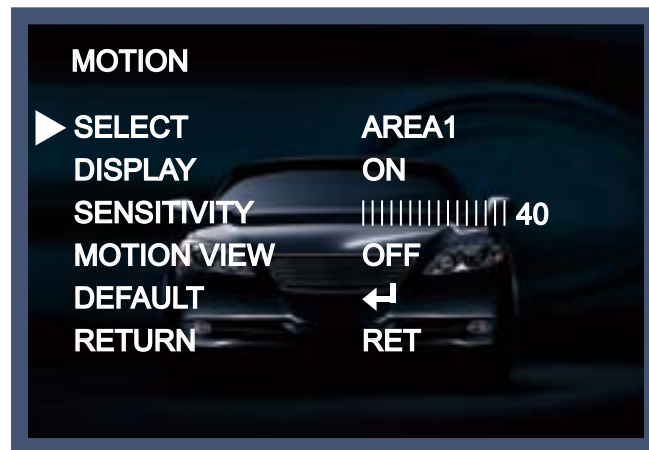 MOTION
SELECT AREA1
DISPLAY ON
SENSITIVITY ||||||||||||||| 40
MOTION VIEW OFF
DEFAULT ↵
RETURN RET